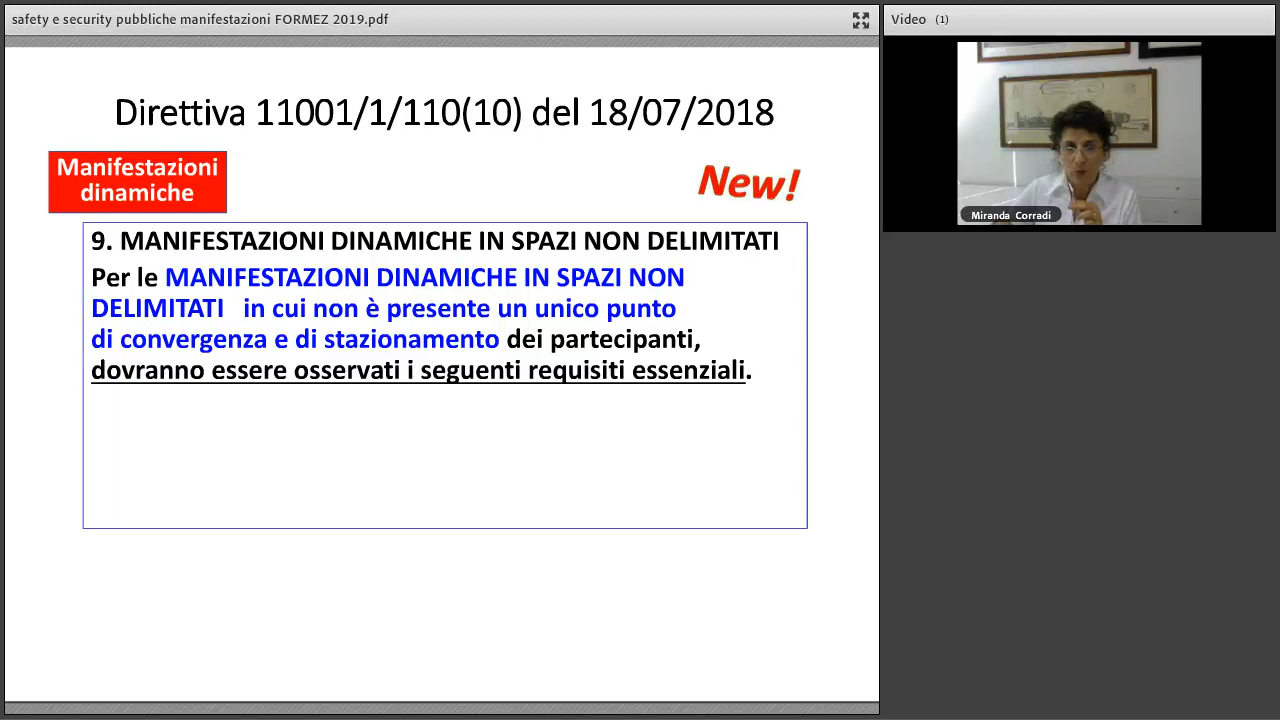 safety e security pubbliche manifestazioni FORMEZ 2019.pdf
Video (1)
Direttiva 11001/1/110(10) del 18/07/2018
Manifestazioni
dinamiche
New!
9. MANIFESTAZIONI DINAMICHE IN SPAZI NON DELIMITATI
Per le MANIFESTAZIONI DINAMICHE IN SPAZI NON
DELIMITATI in cui non è presente un unico punto
di convergenza e di stazionamento dei partecipanti,
dovranno essere osservati i seguenti requisiti essenziali.
Miranda Corradi